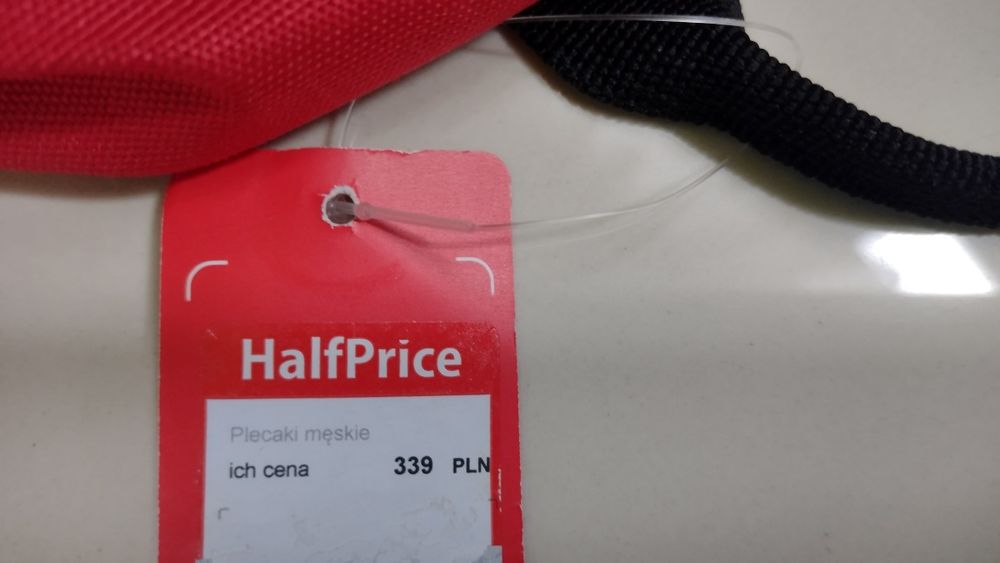 HalfPrice
Plecaki męskie
ich cena 339 PLN